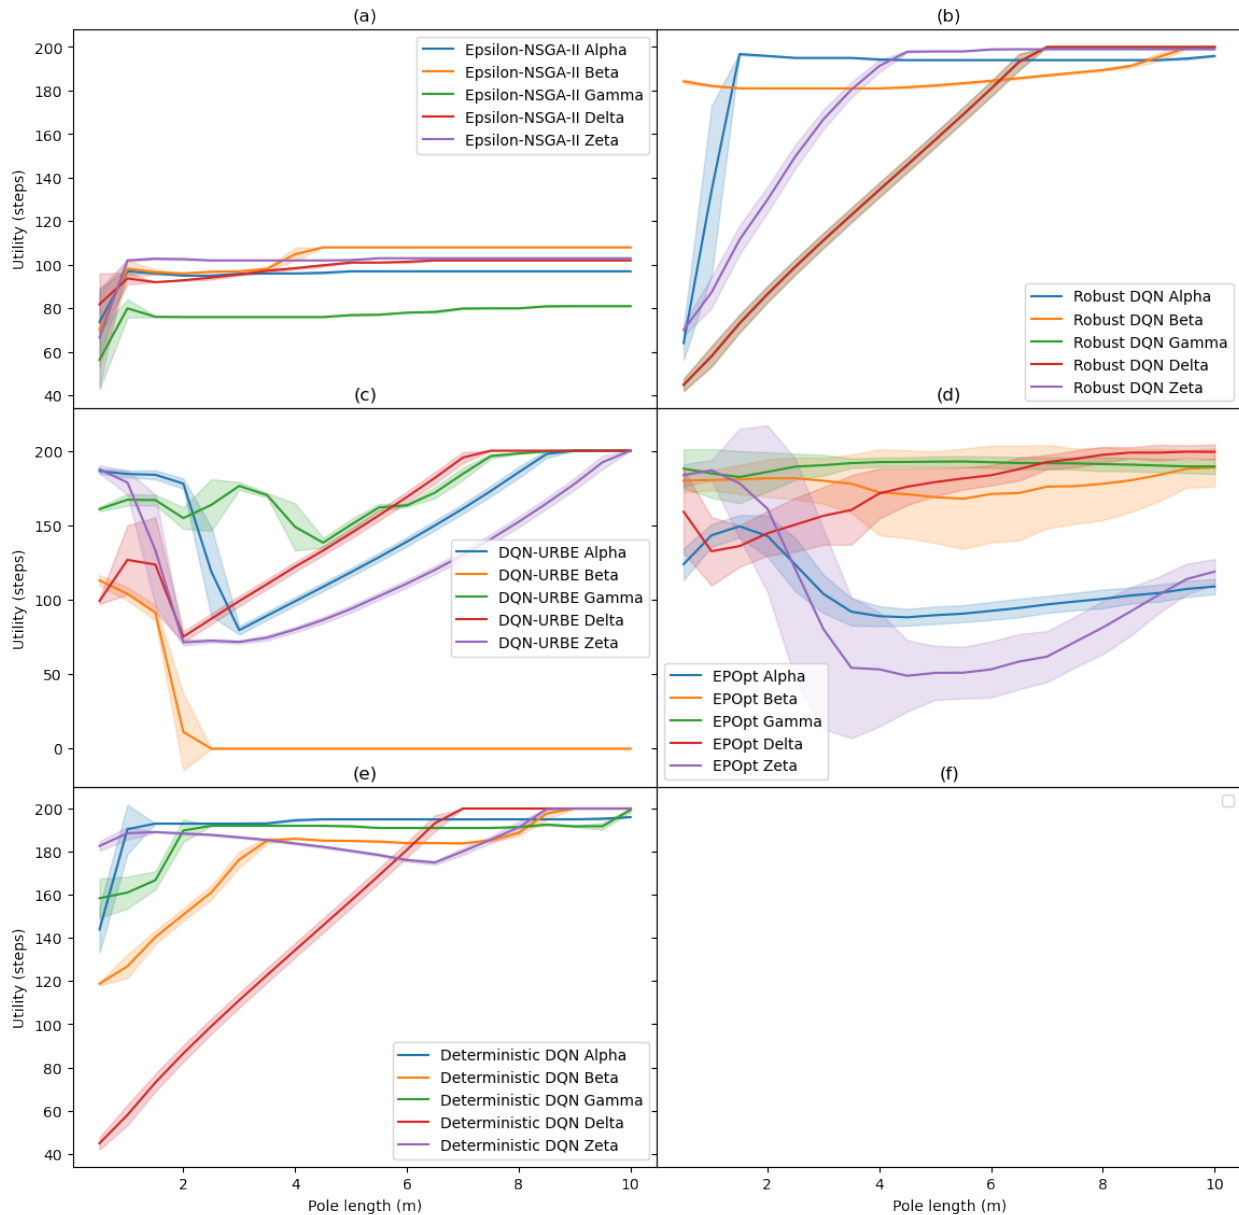 (a)
Utility (steps)
200
180
160
140
120
100
80
60
40
Epsilon-NSGA-II Alpha
Epsilon-NSGA-II Beta
Epsilon-NSGA-II Gamma
Epsilon-NSGA-II Delta
Epsilon-NSGA-II Zeta
(b)
Robust DQN Alpha
Robust DQN Beta
Robust DQN Gamma
Robust DQN Delta
Robust DQN Zeta
(c)
Utility (steps)
200
150
100
50
0
DQN-URBE Alpha
DQN-URBE Beta
DQN-URBE Gamma
DQN-URBE Delta
DQN-URBE Zeta
(d)
EPOpt Alpha
EPOpt Beta
EPOpt Gamma
EPOpt Delta
EPOpt Zeta
(e)
Utility (steps)
200
180
160
140
120
100
80
60
40
Deterministic DQN Alpha
Deterministic DQN Beta
Deterministic DQN Gamma
Deterministic DQN Delta
Deterministic DQN Zeta
2 4 6 8 10
Pole length (m)
(f)
2 4 6 8 10
Pole length (m)